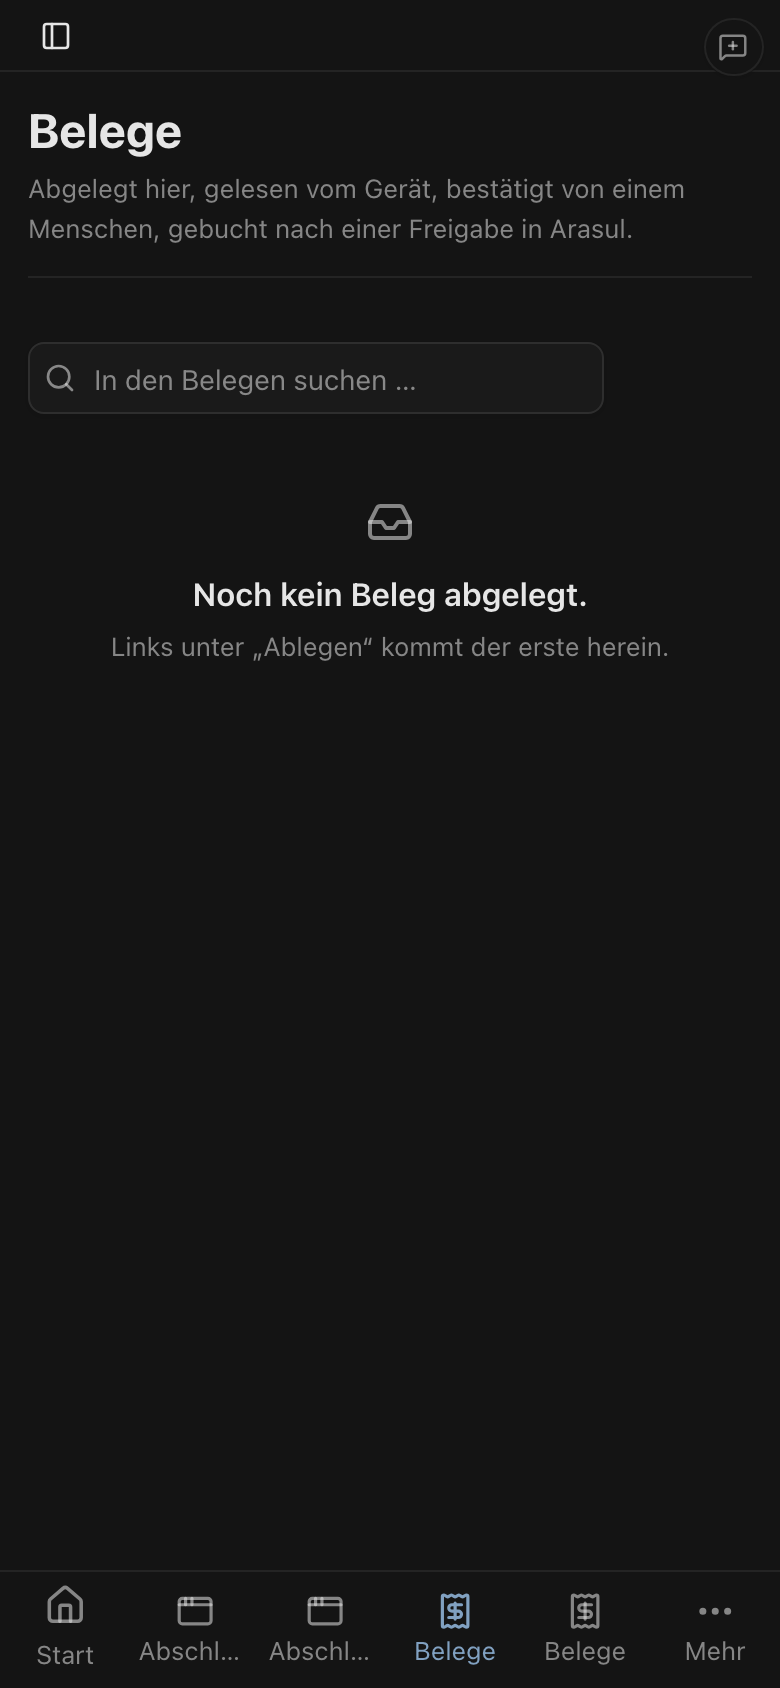 Belege
Abgelegt hier, gelesen vom Gerät, bestätigt von einem
Menschen, gebucht nach einer Freigabe in Arasul.
In den Belegen suchen ...
Noch kein Beleg abgelegt.
Links unter „Ablegen“ kommt der erste herein.
Start
Abschl...
Abschl...
Belege
Belege
Mehr